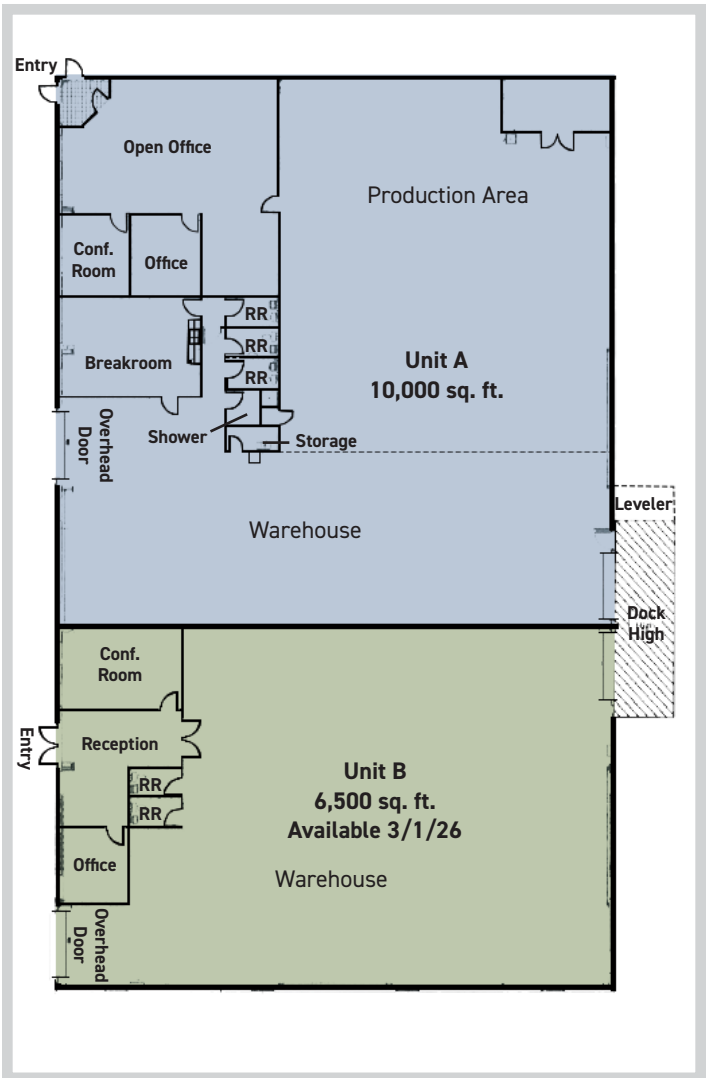 Entry
Open Office
Production Area
Conf.
Room
Office
RR
RR
RR
Breakroom
Unit A
10,000 sq. ft.
Overhead
Door
Shower
Storage
Leveler
Warehouse
Dock
High
Conf.
Room
Entry
Reception
RR
RR
Unit B
6,500 sq. ft.
Available 3/1/26
Office
Warehouse
Overhead
Door